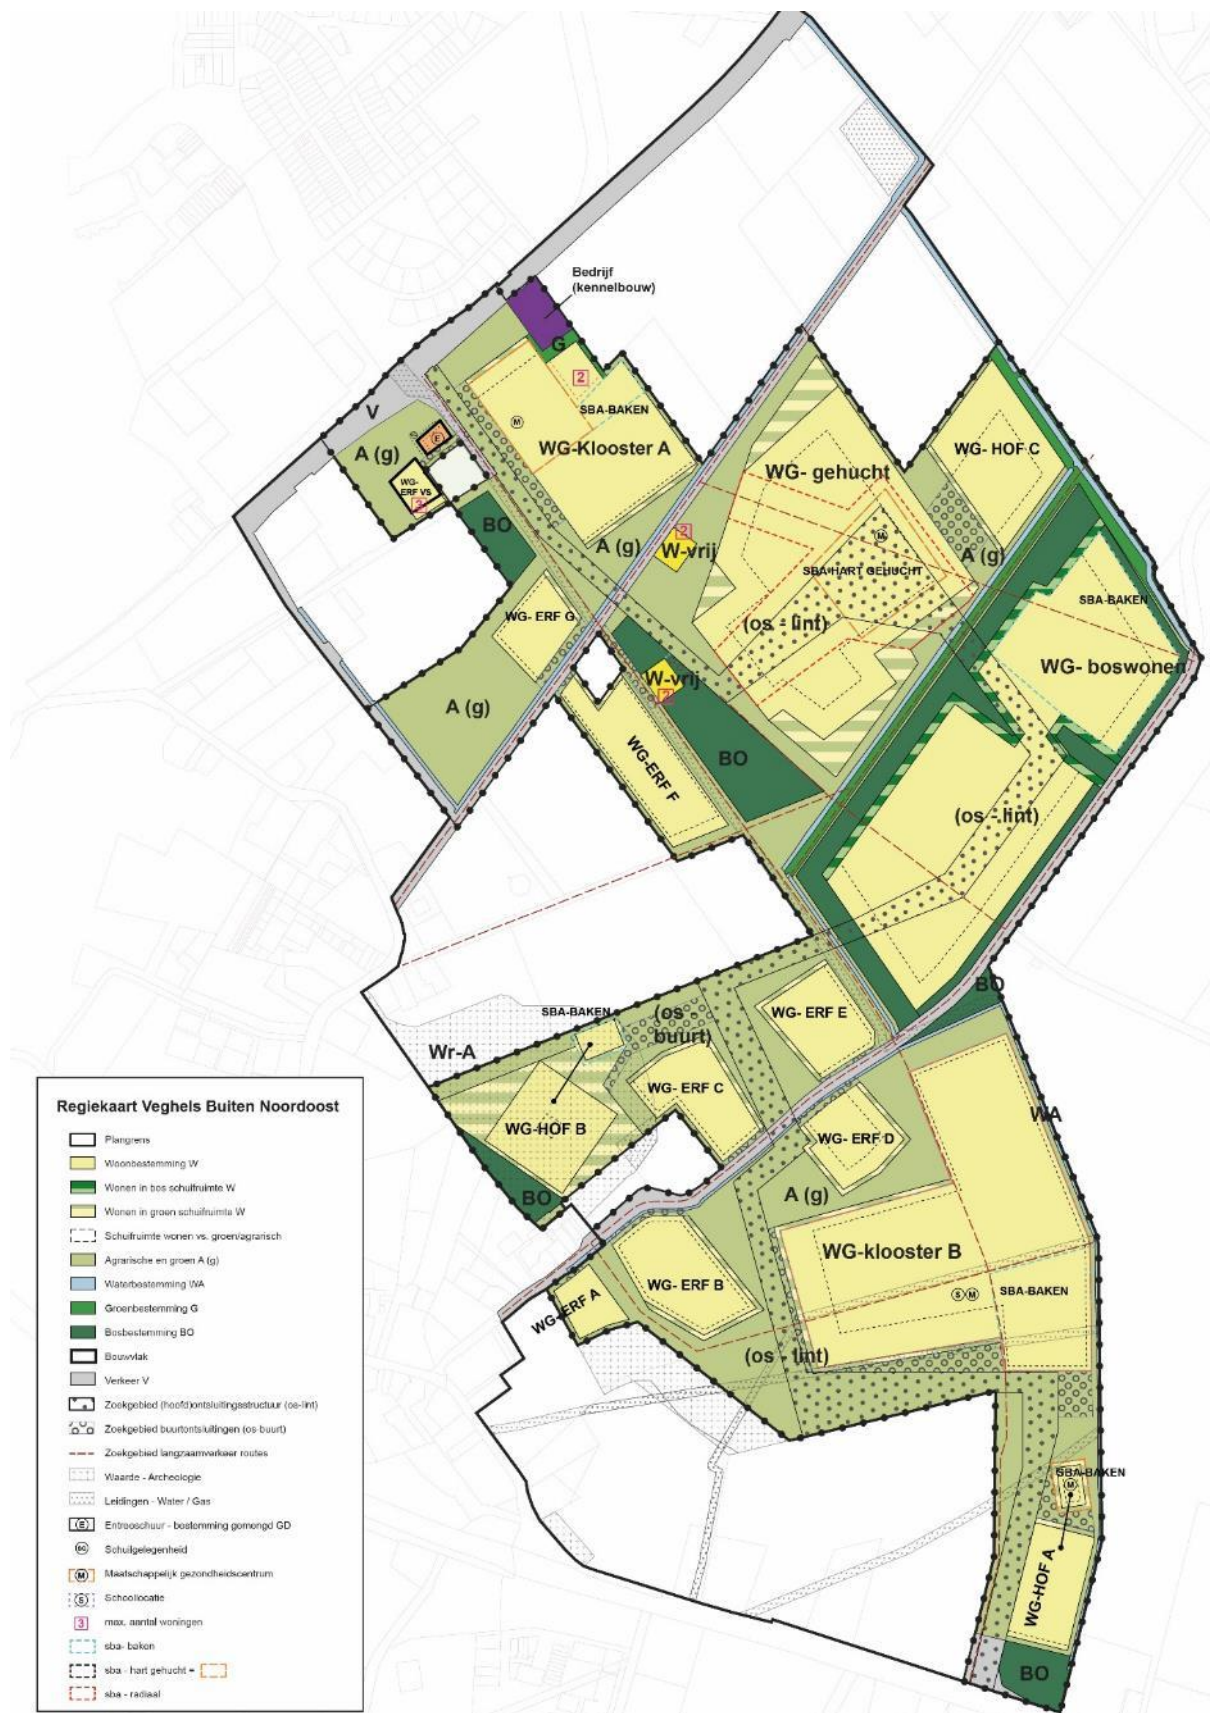 Bedrijf
(kennelbouw)
G
2
V
SBA-BAKEN
M
E
A (g)
WG-Klooster A
WG- HOF C
WG- gehucht
WG-
ERF VS
BO
2
W-vrij
M
A (g)
A (g)
SBA-HART GEHUCHT
SBA-BAKEN
WG- ERF G
(os - lint)
WG- boswonen
W-vrij
2
A (g)
BO
WG-ERF F
(os - lint)
BO
SBA-BAKEN
(os -
buurt)
WG- ERF E
Wr-A
WG- ERF C
WA
WG-HOF B
WG- ERF D
BO
A (g)
WG-klooster B
WG- ERF B
S M
SBA-BAKEN
WG-ERF A
(os - lint)
SBA-BAKEN
M
WG-HOF A
BO
Regiekaart Veghels Buiten Noordoost
Plangrens
Woonbestemming W
Wonen in bos schuifruimte W
Wonen in groen schuifruimte W
Schuifruimte wonen vs. groen/agrarisch
Agrarische en groen A (g)
Waterbestemming WA
Groenbestemming G
Bosbestemming BO
Bouwvlak
Verkeer V
Zoekgebied (hoofd)ontsluitingsstructuur (os-lint)
Zoekgebied buurtontsluitingen (os-buurt)
Zoekgebied langzaamverkeer routes
Waarde - Archeologie
Leidingen - Water / Gas
E Entreeschuur - bestemming gemengd GD
Schuilgelegenheid
M Maatschappelijk gezondheidscentrum
S Schoollocatie
3 max. aantal woningen
sba- baken
sba - hart gehucht =
sba - radiaal